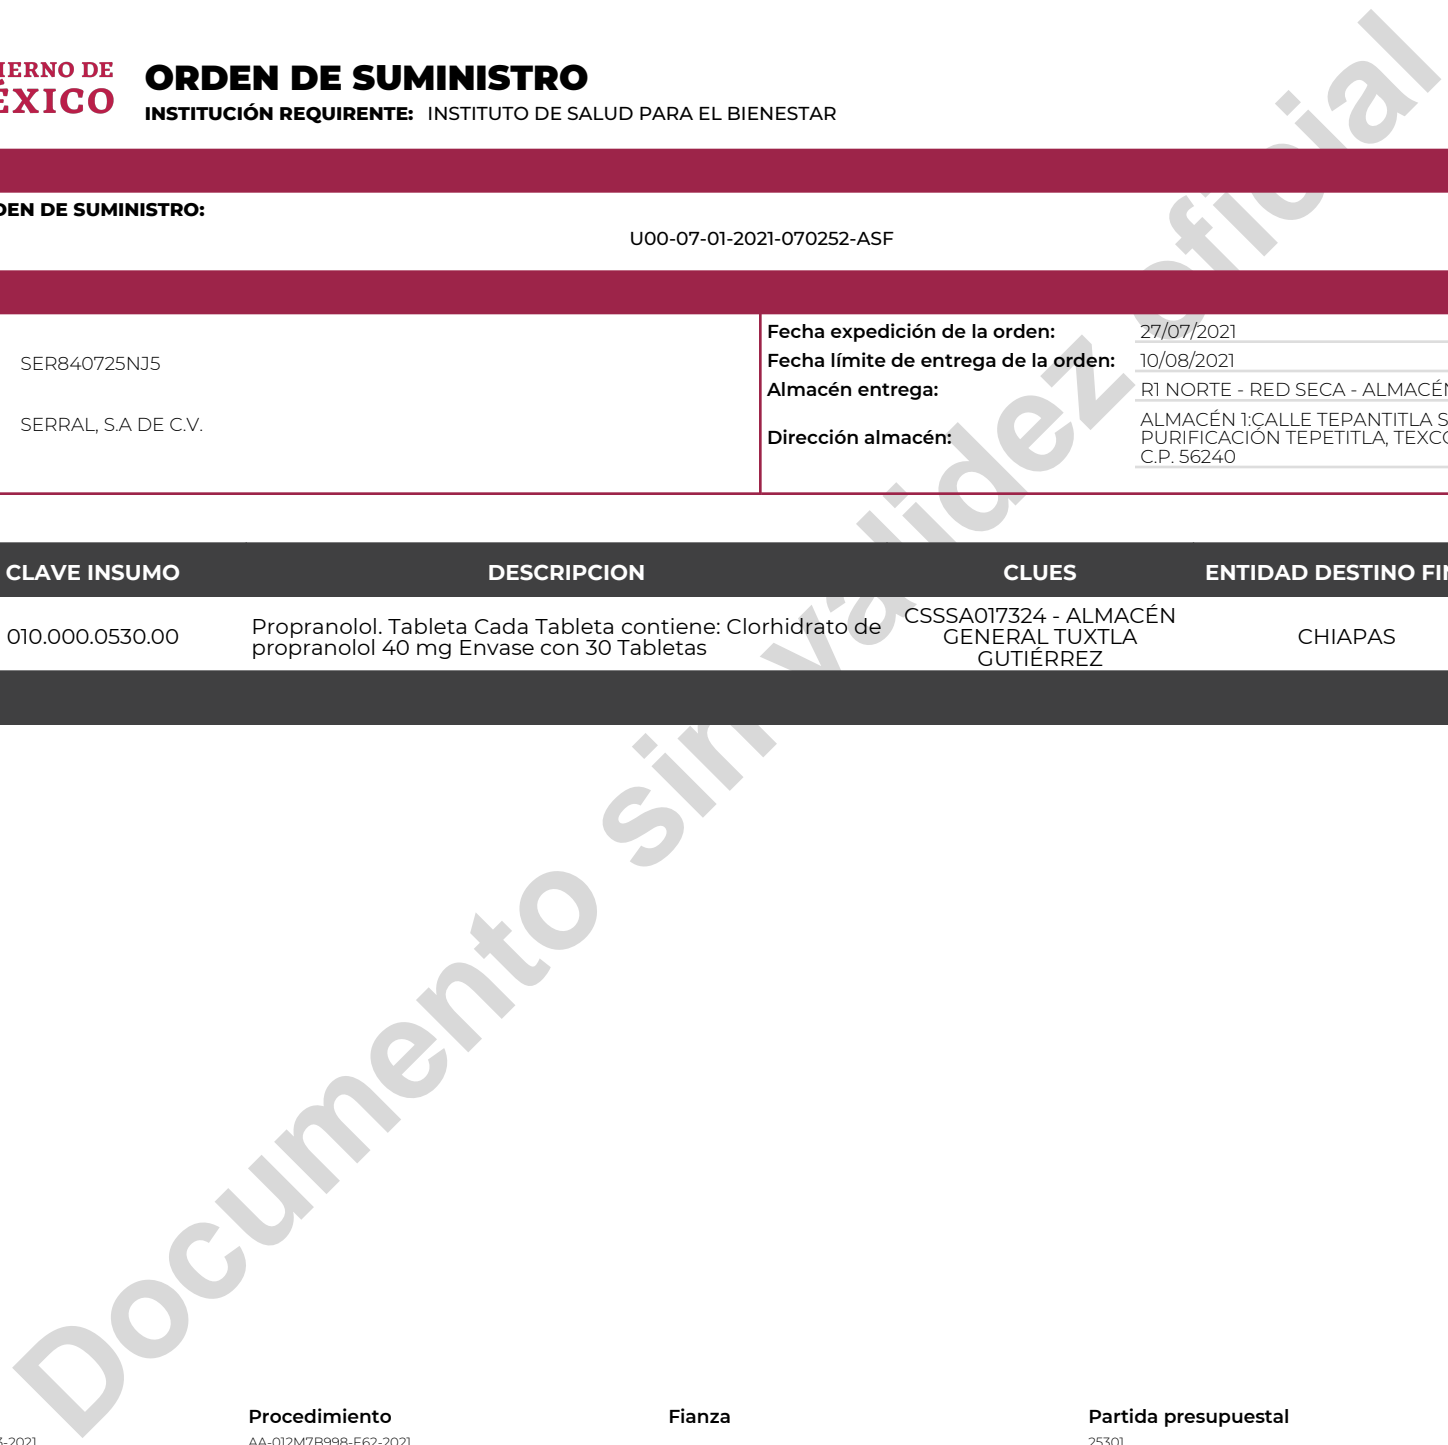 IERNO DE
ÉXICO
ORDEN DE SUMINISTRO
INSTITUCIÓN REQUIRENTE: INSTITUTO DE SALUD PARA EL BIENESTAR
DEN DE SUMINISTRO:
U00-07-01-2021-070252-ASF
SER840725NJ5
SERRAL, S.A DE C.V.
Fecha expedición de la orden: 27/07/2021
Fecha límite de entrega de la orden: 10/08/2021
Almacén entrega: R1 NORTE - RED SECA - ALMACÉN
Dirección almacén: ALMACÉN 1:CALLE TEPANTITLA S
PURIFICACIÓN TEPETITLA, TEXCO
C.P. 56240
CLAVE INSUMO DESCRIPCION CLUES ENTIDAD DESTINO FIN
010.000.0530.00
Propranolol. Tableta Cada Tableta contiene: Clorhidrato de
propranolol 40 mg Envase con 30 Tabletas
CSSSA017324 - ALMACÉN
GENERAL TUXTLA
GUTIÉRREZ
CHIAPAS
Documento sin validez oficial
Procedimiento Fianza Partida presupuestal
-2021 AA-012M7B998-E62-2021 25301